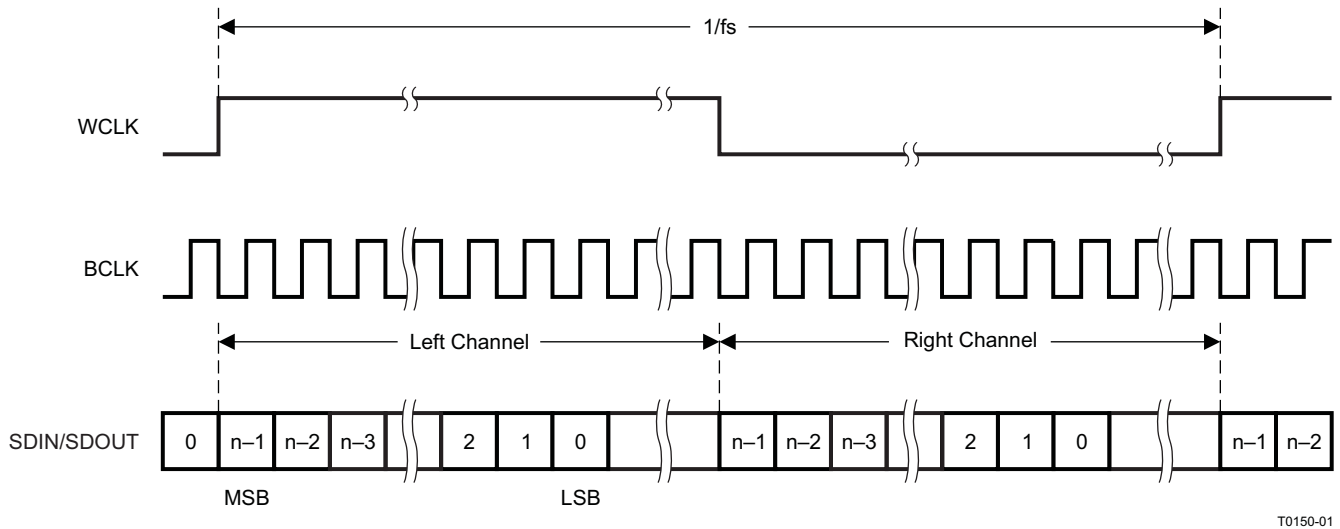 1/fs
WCLK
BCLK
Left Channel Right Channel
SDIN/SDOUT 0 n–1 n–2 n–3 2 1 0 n–1 n–2 n–3 2 1 0 n–1 n–2
MSB LSB
T0150-01